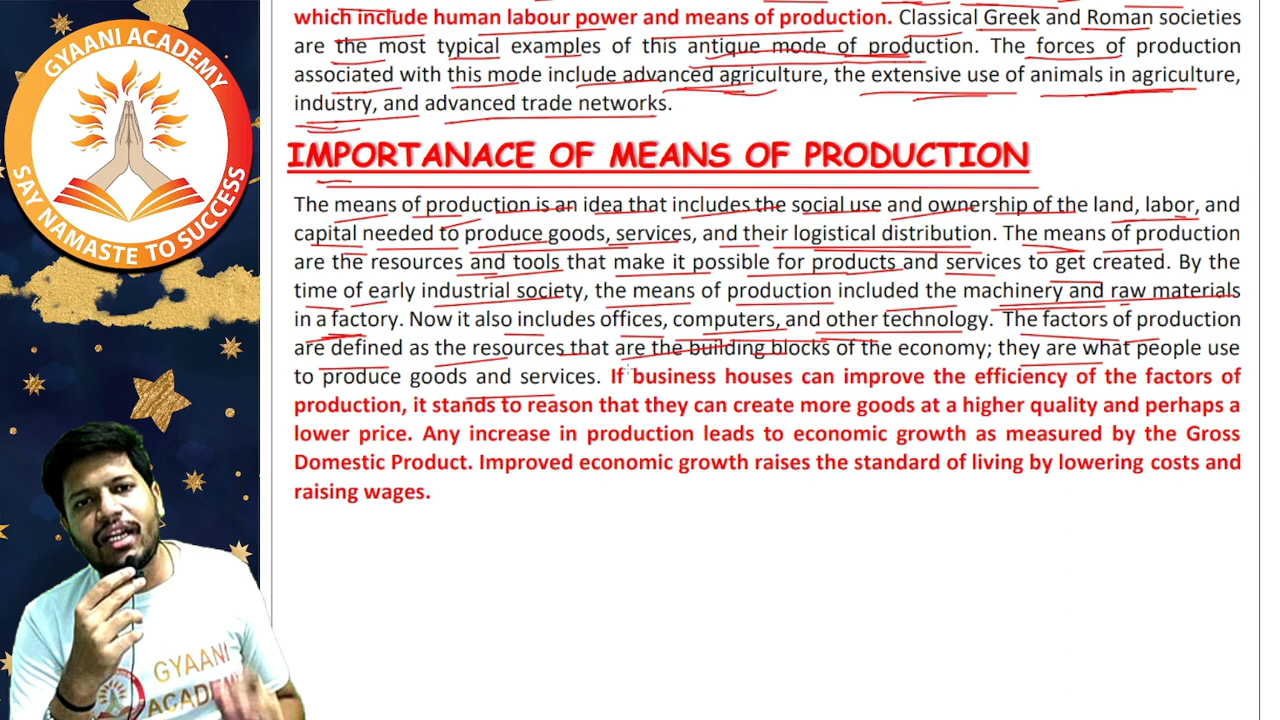 GYAANI ACADEMY
SAY NAMASTE TO SUCCESS
which include human labour power and means of production. Classical Greek and Roman societies
are the most typical examples of this antique mode of production. The forces of production
associated with this mode include advanced agriculture, the extensive use of animals in agriculture,
industry, and advanced trade networks.
IMPORTANACE OF MEANS OF PRODUCTION
The means of production is an idea that includes the social use and ownership of the land, labor, and
capital needed to produce goods, services, and their logistical distribution. The means of production
are the resources and tools that make it possible for products and services to get created. By the
time of early industrial society, the means of production included the machinery and raw materials
in a factory. Now it also includes offices, computers, and other technology. The factors of production
are defined as the resources that are the building blocks of the economy; they are what people use
to produce goods and services. If business houses can improve the efficiency of the factors of
production, it stands to reason that they can create more goods at a higher quality and perhaps a
lower price. Any increase in production leads to economic growth as measured by the Gross
Domestic Product. Improved economic growth raises the standard of living by lowering costs and
raising wages.
GYAANI